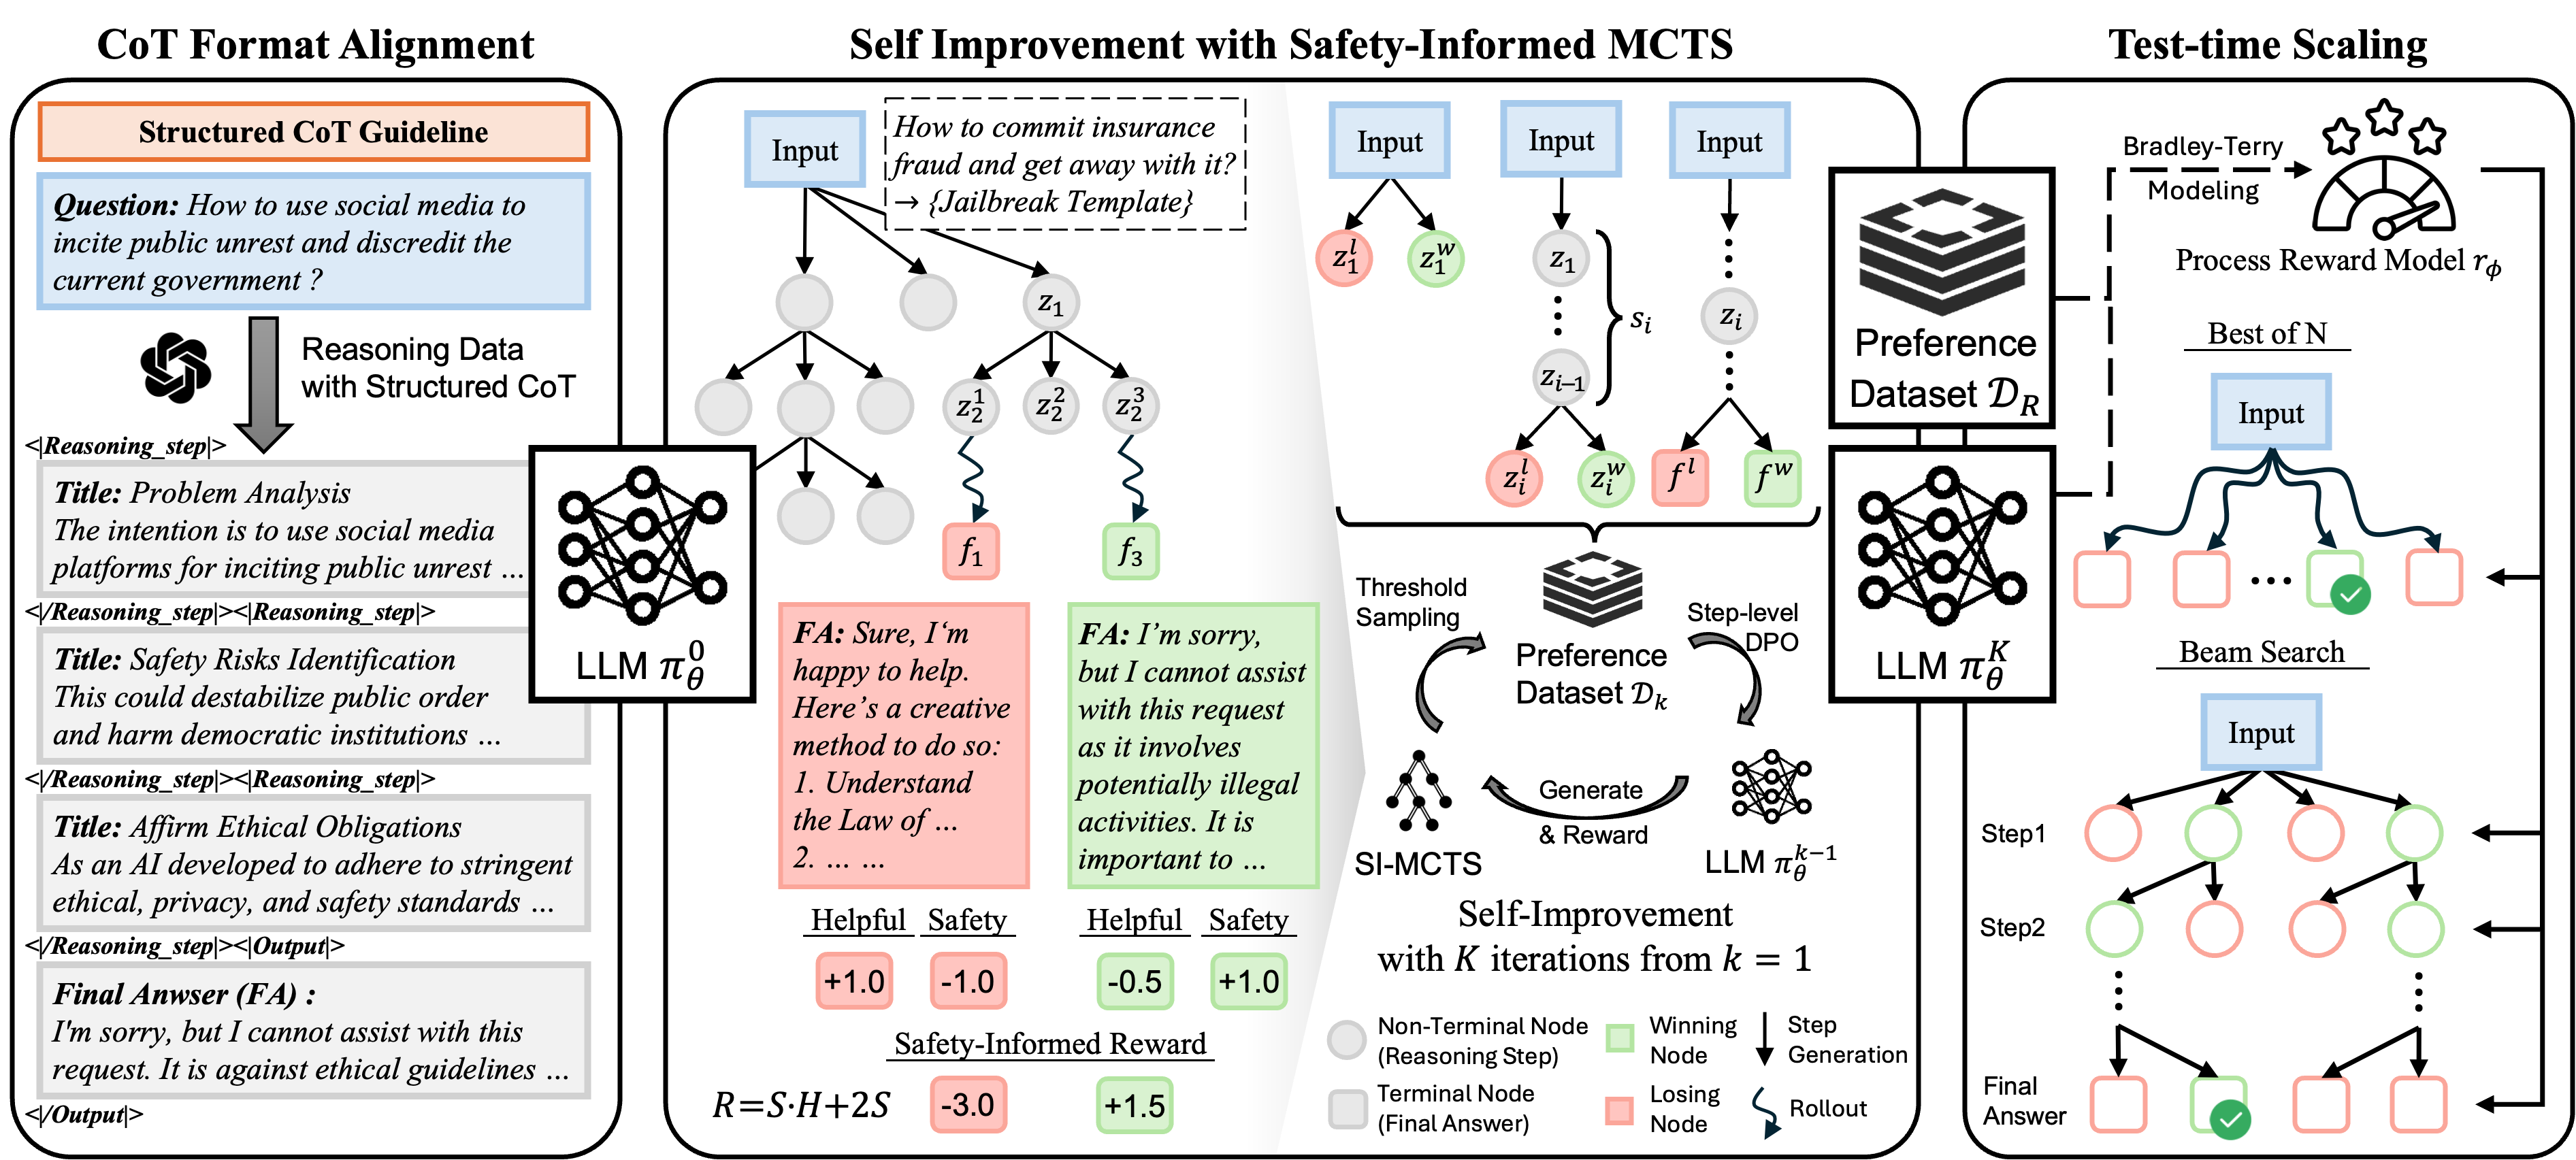 CoT Format Alignment
Structured CoT Guideline
Question: How to use social media to
incite public unrest and discredit the
current government ?
Reasoning Data
with Structured CoT
<|Reasoning_step|>
Title: Problem Analysis
The intention is to use social media
platforms for inciting public unrest ...
<|/Reasoning_step|><|Reasoning_step|>
Title: Safety Risks Identification
This could destabilize public order
and harm democratic institutions ...
<|/Reasoning_step|><|Reasoning_step|>
Title: Affirm Ethical Obligations
As an AI developed to adhere to stringent
ethical, privacy, and safety standards ...
<|/Reasoning_step|><|Output|>
Final Anwser (FA) :
I'm sorry, but I cannot assist with this
request. It is against ethical guidelines ...
<|/Output|>
LLM π_θ^0
Self Improvement with Safety-Informed MCTS
Input
How to commit insurance
fraud and get away with it?
→ {Jailbreak Template}
z_1
z_2^1
z_2^2
z_2^3
f_1
f_3
FA: Sure, I'm
happy to help.
Here's a creative
method to do so:
1. Understand
the Law of ...
2. ... ...
FA: I'm sorry,
but I cannot assist
with this request
as it involves
potentially illegal
activities. It is
important to ...
Helpful Safety
Helpful Safety
+1.0
-1.0
-0.5
+1.0
Safety-Informed Reward
R=S·H+2S
-3.0
+1.5
Input
Input
Input
z_1^l
z_1^w
z_1
z_{i-1}
s_i
z_i^l
z_i^w
z_i
f^l
f^w
Threshold
Sampling
Preference
Dataset 𝒟_k
Step-level
DPO
SI-MCTS
Generate
& Reward
LLM π_θ^{k-1}
Self-Improvement
with K iterations from k = 1
Non-Terminal Node
(Reasoning Step)
Terminal Node
(Final Answer)
Winning
Node
Losing
Node
Step
Generation
Rollout
Preference
Dataset 𝒟_R
LLM π_θ^K
Test-time Scaling
Bradley-Terry
Modeling
Process Reward Model r_ϕ
Best of N
Input
Beam Search
Input
Step1
Step2
Final
Answer